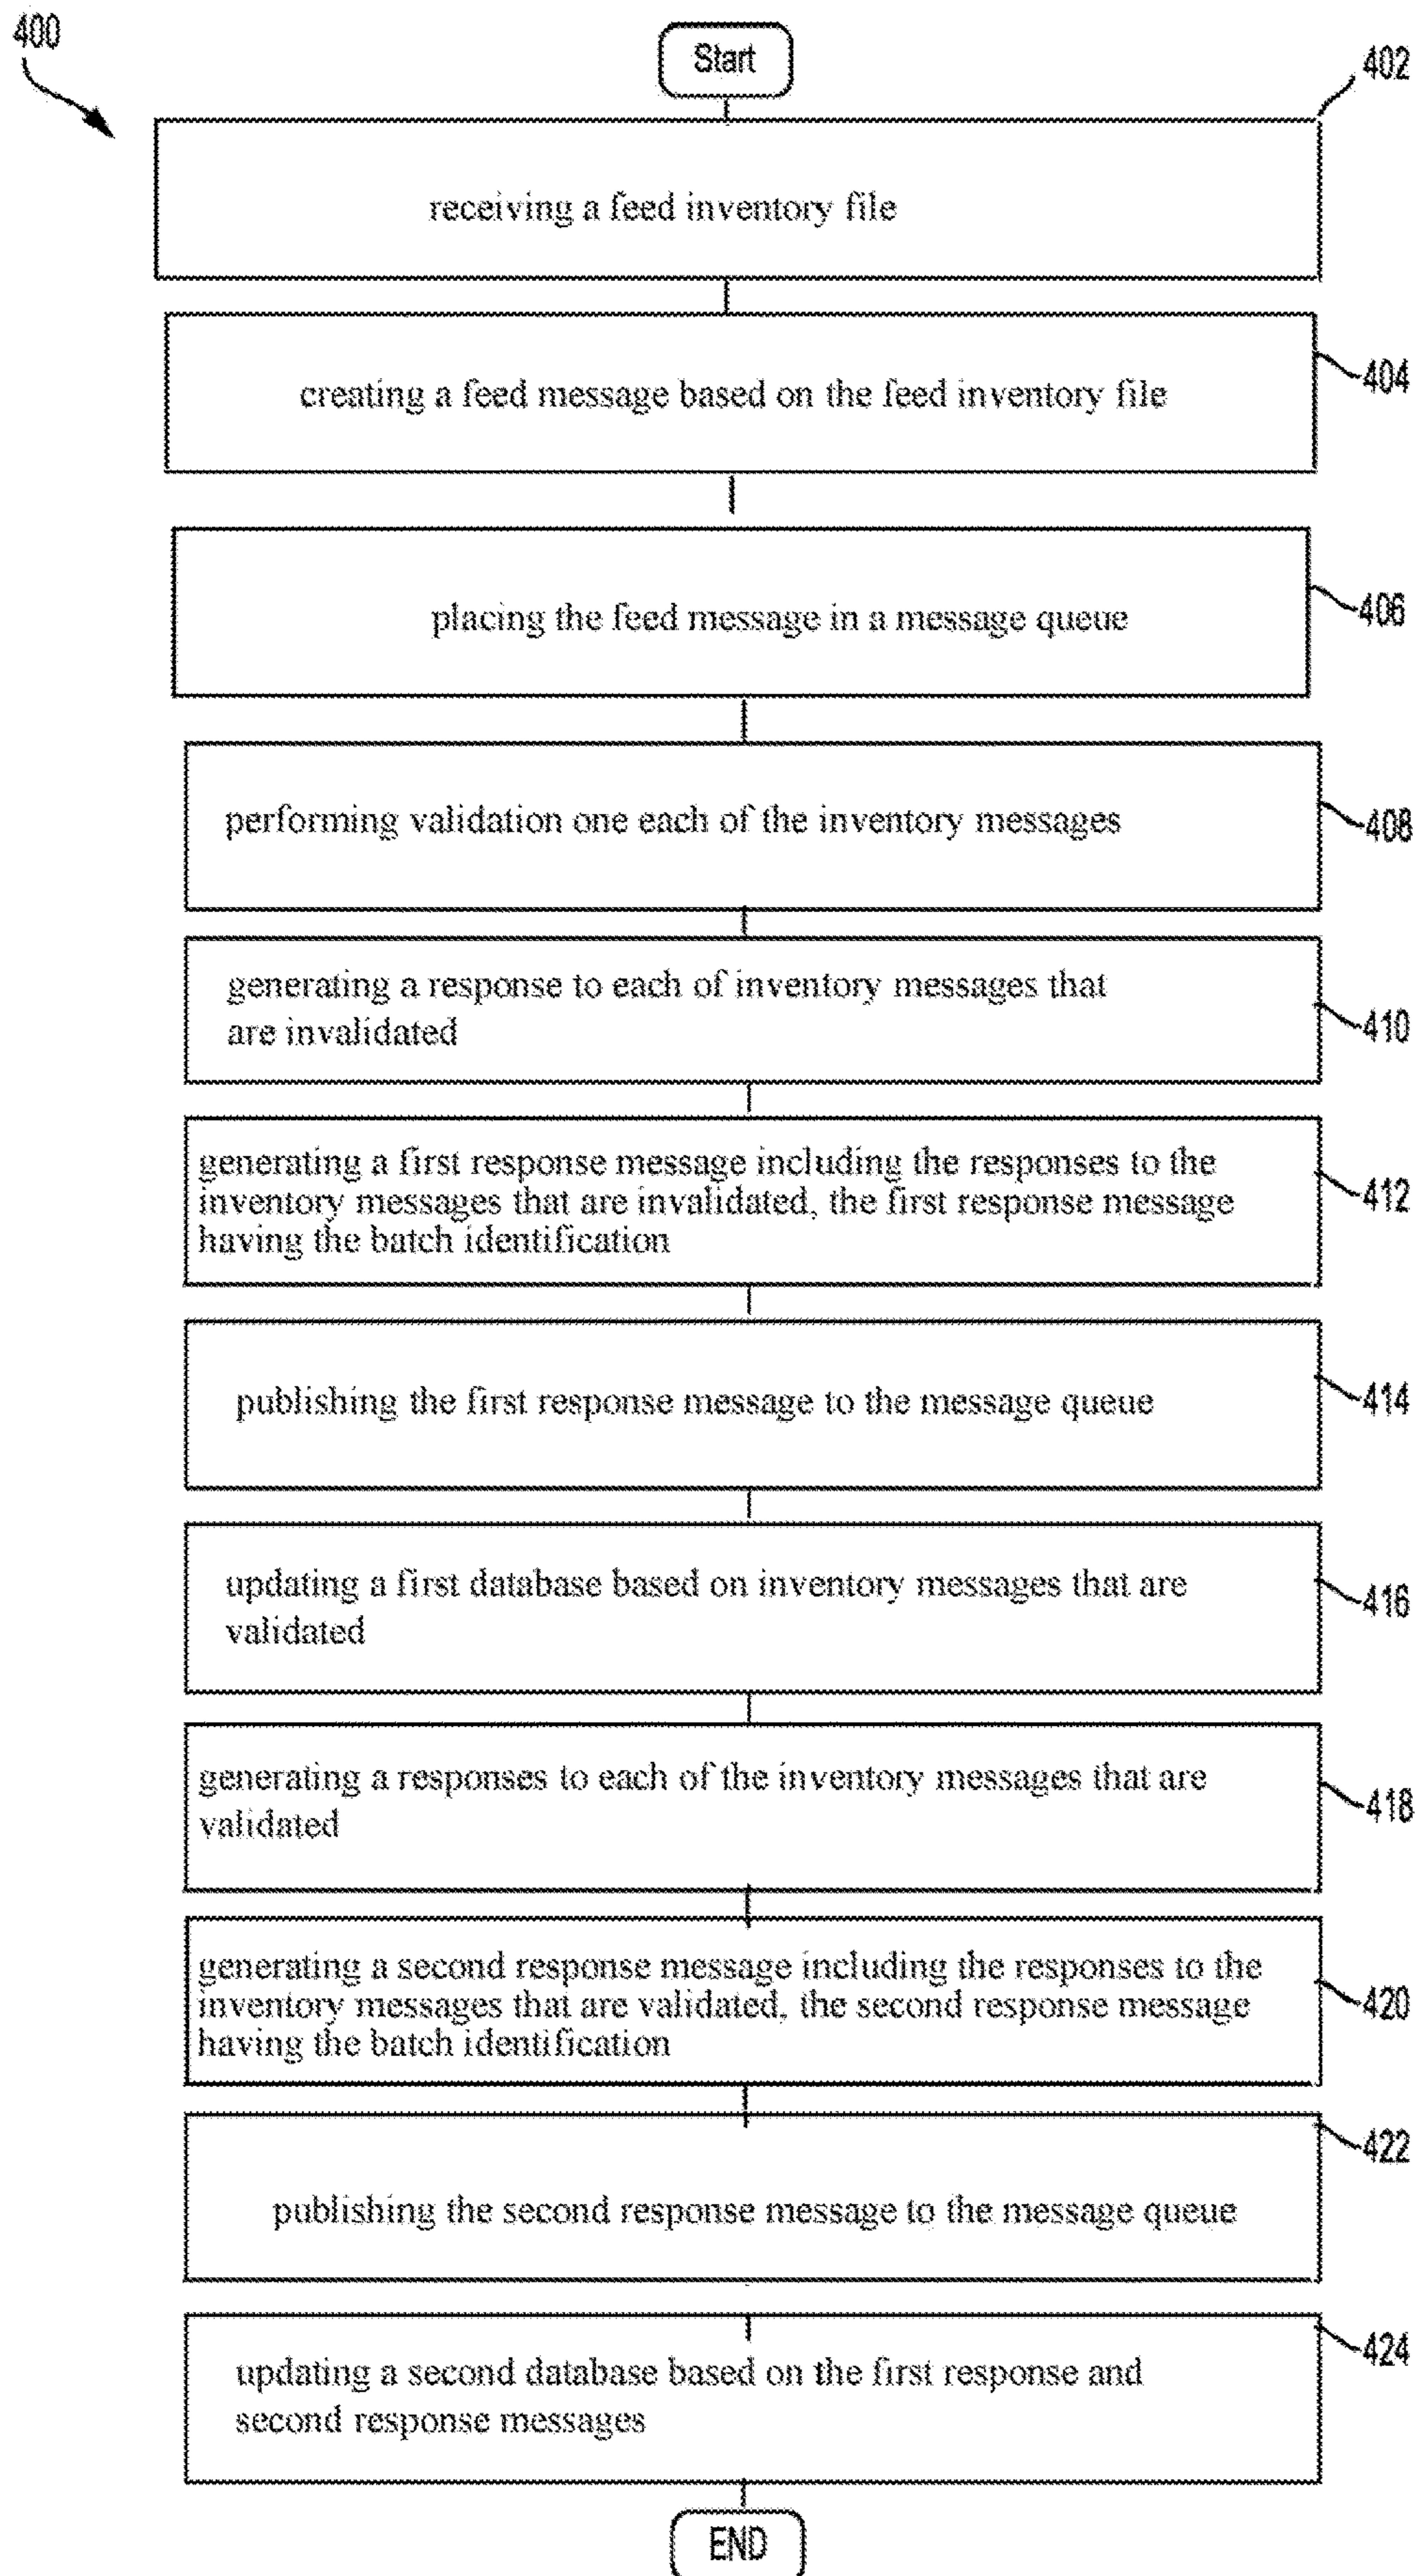 400
Start
402
receiving a feed inventory file
creating a feed message based on the feed inventory file
404
placing the feed message in a message queue
406
performing validation one each of the inventory messages
408
generating a response to each of inventory messages that
are invalidated
410
generating a first response message including the responses to the
inventory messages that are invalidated, the first response message
having the batch identification
412
publishing the first response message to the message queue
414
updating a first database based on inventory messages that are
validated
416
generating a responses to each of the inventory messages that are
validated
418
generating a second response message including the responses to the
inventory messages that are validated, the second response message
having the batch identification
420
publishing the second response message to the message queue
422
updating a second database based on the first response and
second response messages
424
END